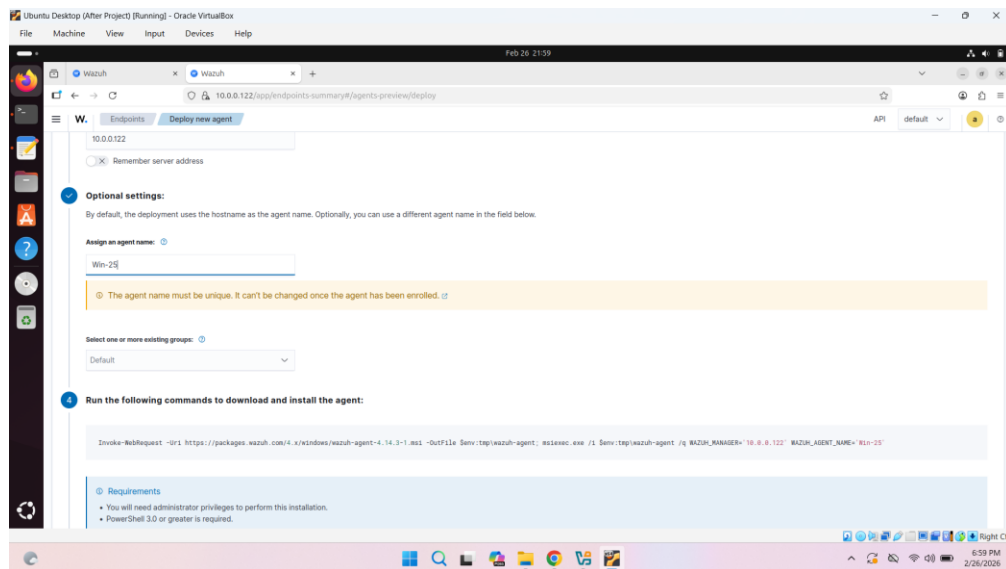 Ubuntu Desktop (After Project) [Running] - Oracle VirtualBox
File Machine View Input Devices Help
Feb 26 21:59
Wazuh × Wazuh × +
10.0.0.122/app/endpoints-summary#/agents-preview/deploy
W. Endpoints Deploy new agent API default a
10.0.0.122
Remember server address
Optional settings:
By default, the deployment uses the hostname as the agent name. Optionally, you can use a different agent name in the field below.
Assign an agent name:
Win-25
The agent name must be unique. It can't be changed once the agent has been enrolled.
Select one or more existing groups:
Default
4 Run the following commands to download and install the agent:
Invoke-WebRequest -Uri https://packages.wazuh.com/4.x/windows/wazuh-agent-4.14.3-1.msi -OutFile $env:tmp\wazuh-agent; msiexec.exe /i $env:tmp\wazuh-agent /q WAZUH_MANAGER='10.0.0.122' WAZUH_AGENT_NAME='Win-25'
Requirements
• You will need administrator privileges to perform this installation.
• PowerShell 3.0 or greater is required.
Right C
6:59 PM
2/26/2026